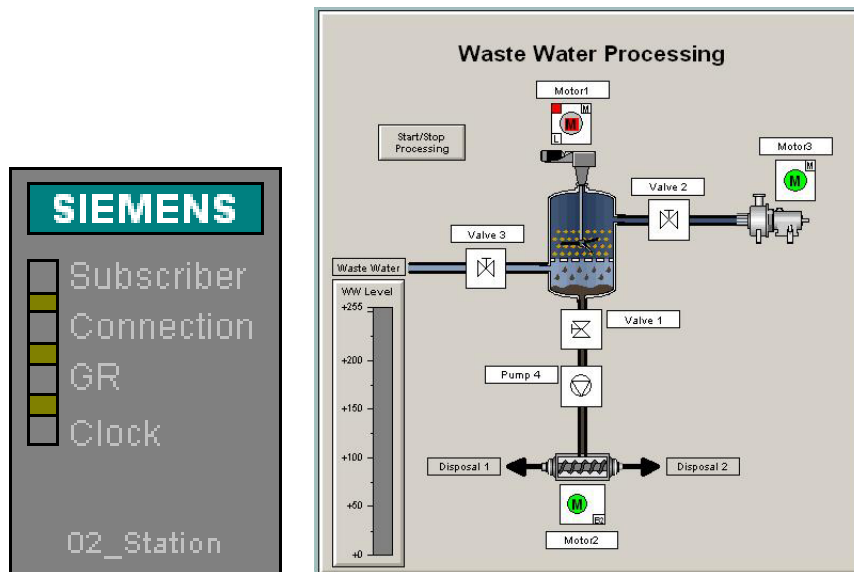 SIEMENS
Subscriber
Connection
GR
Clock
02_Station
Waste Water Processing
Motor1
M
M
L
Start/Stop
Processing
Motor3
M
M
Valve 2
Valve 3
Waste Water
WW Level
+255
+200
+150
+100
+50
+0
Valve 1
Pump 4
Disposal 1
Disposal 2
M
Motor2